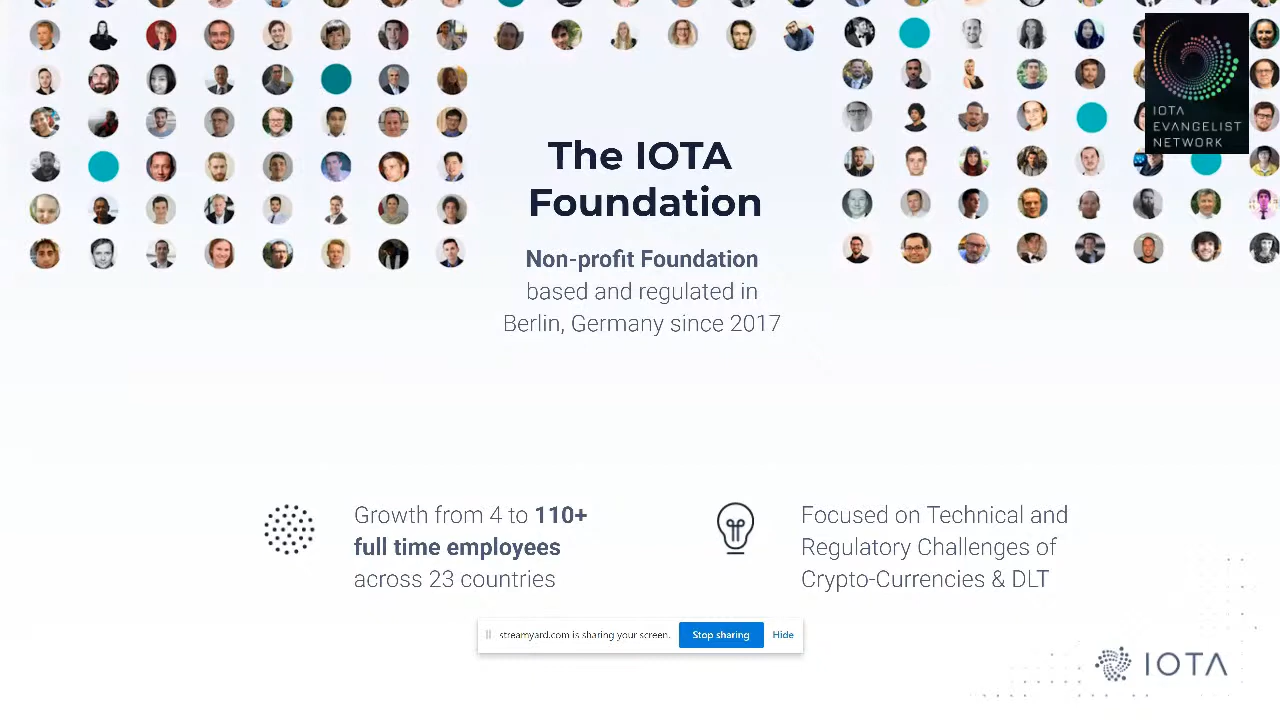 IOTA
EVANGELIST
NETWORK
The IOTA
Foundation
Non-profit Foundation
based and regulated in
Berlin, Germany since 2017
Growth from 4 to 110+
full time employees
across 23 countries
Focused on Technical and
Regulatory Challenges of
Crypto-Currencies & DLT
streamyard.com is sharing your screen. Stop sharing Hide
IOTA